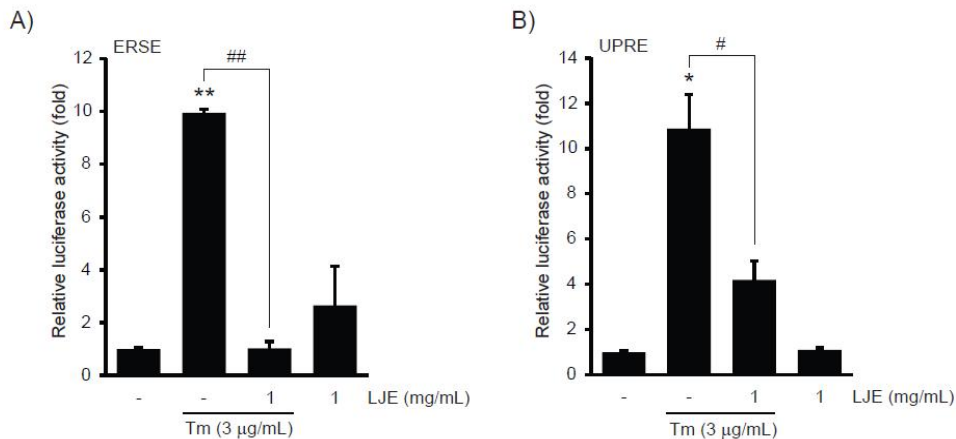 A)
ERSE
Relative luciferase activity (fold)
12
10
8
6
4
2
0
**
##
- - 1 1 LJE (mg/mL)
Tm (3 μg/mL)
B)
UPRE
Relative luciferase activity (fold)
14
12
10
8
6
4
2
0
*
#
- - 1 1 LJE (mg/mL)
Tm (3 μg/mL)